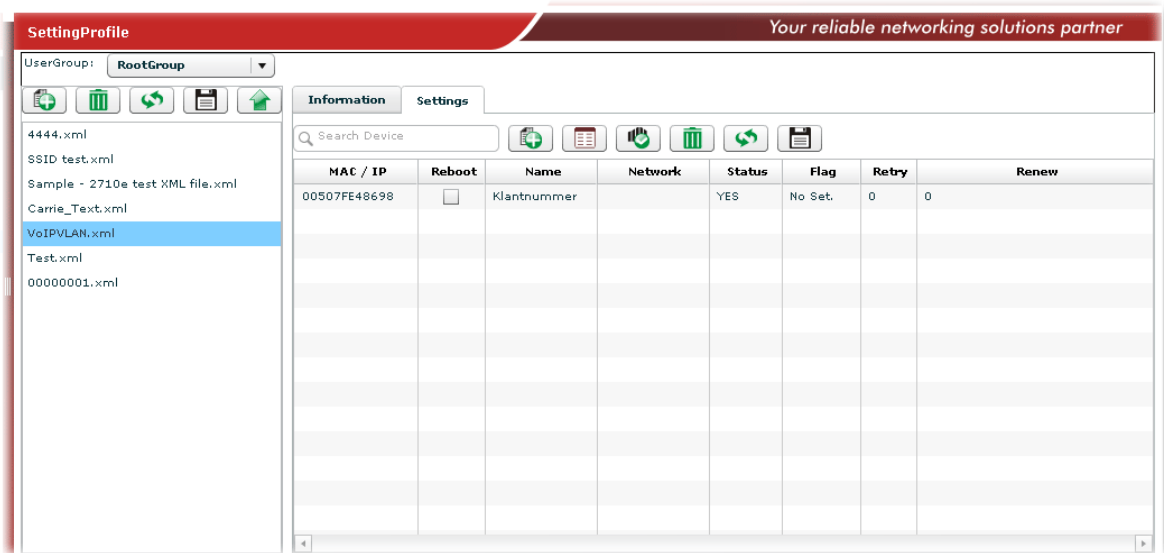 SettingProfile
Your reliable networking solutions partner
UserGroup: RootGroup
Information Settings
4444.xml
SSID test.xml
Sample - 2710e test XML file.xml
Carrie_Text.xml
VoIPVLAN.xml
Test.xml
00000001.xml
Search Device
MAC / IP Reboot Name Network Status Flag Retry Renew
00507FE48698 Klantnummer YES No Set. 0 0